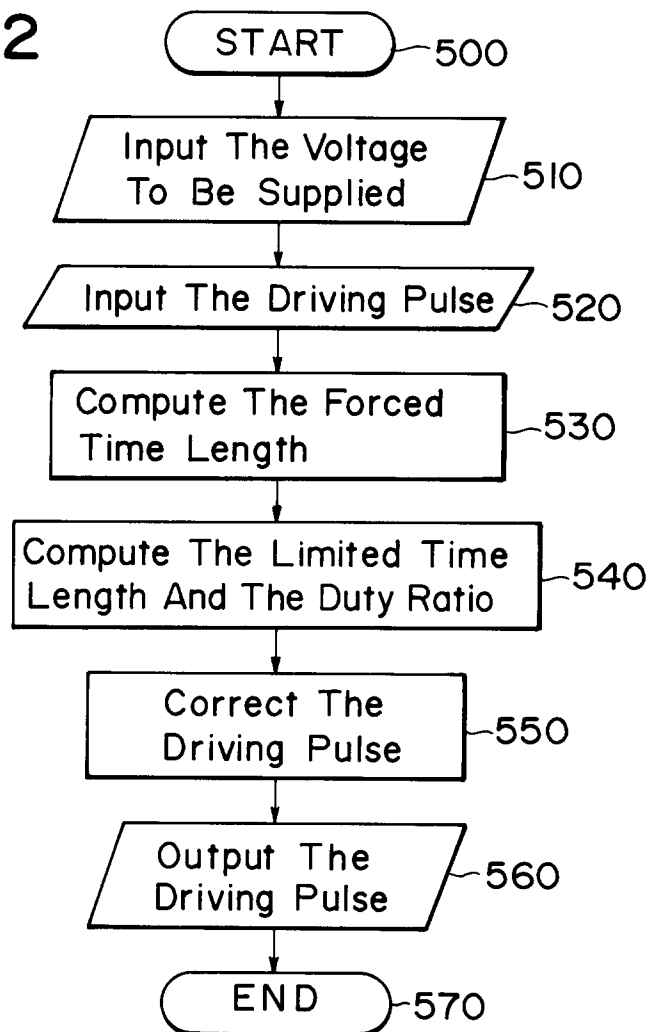 2
START
500
Input The Voltage
To Be Supplied
510
Input The Driving Pulse
520
Compute The Forced
Time Length
530
Compute The Limited Time
Length And The Duty Ratio
540
Correct The
Driving Pulse
550
Output The
Driving Pulse
560
END
570